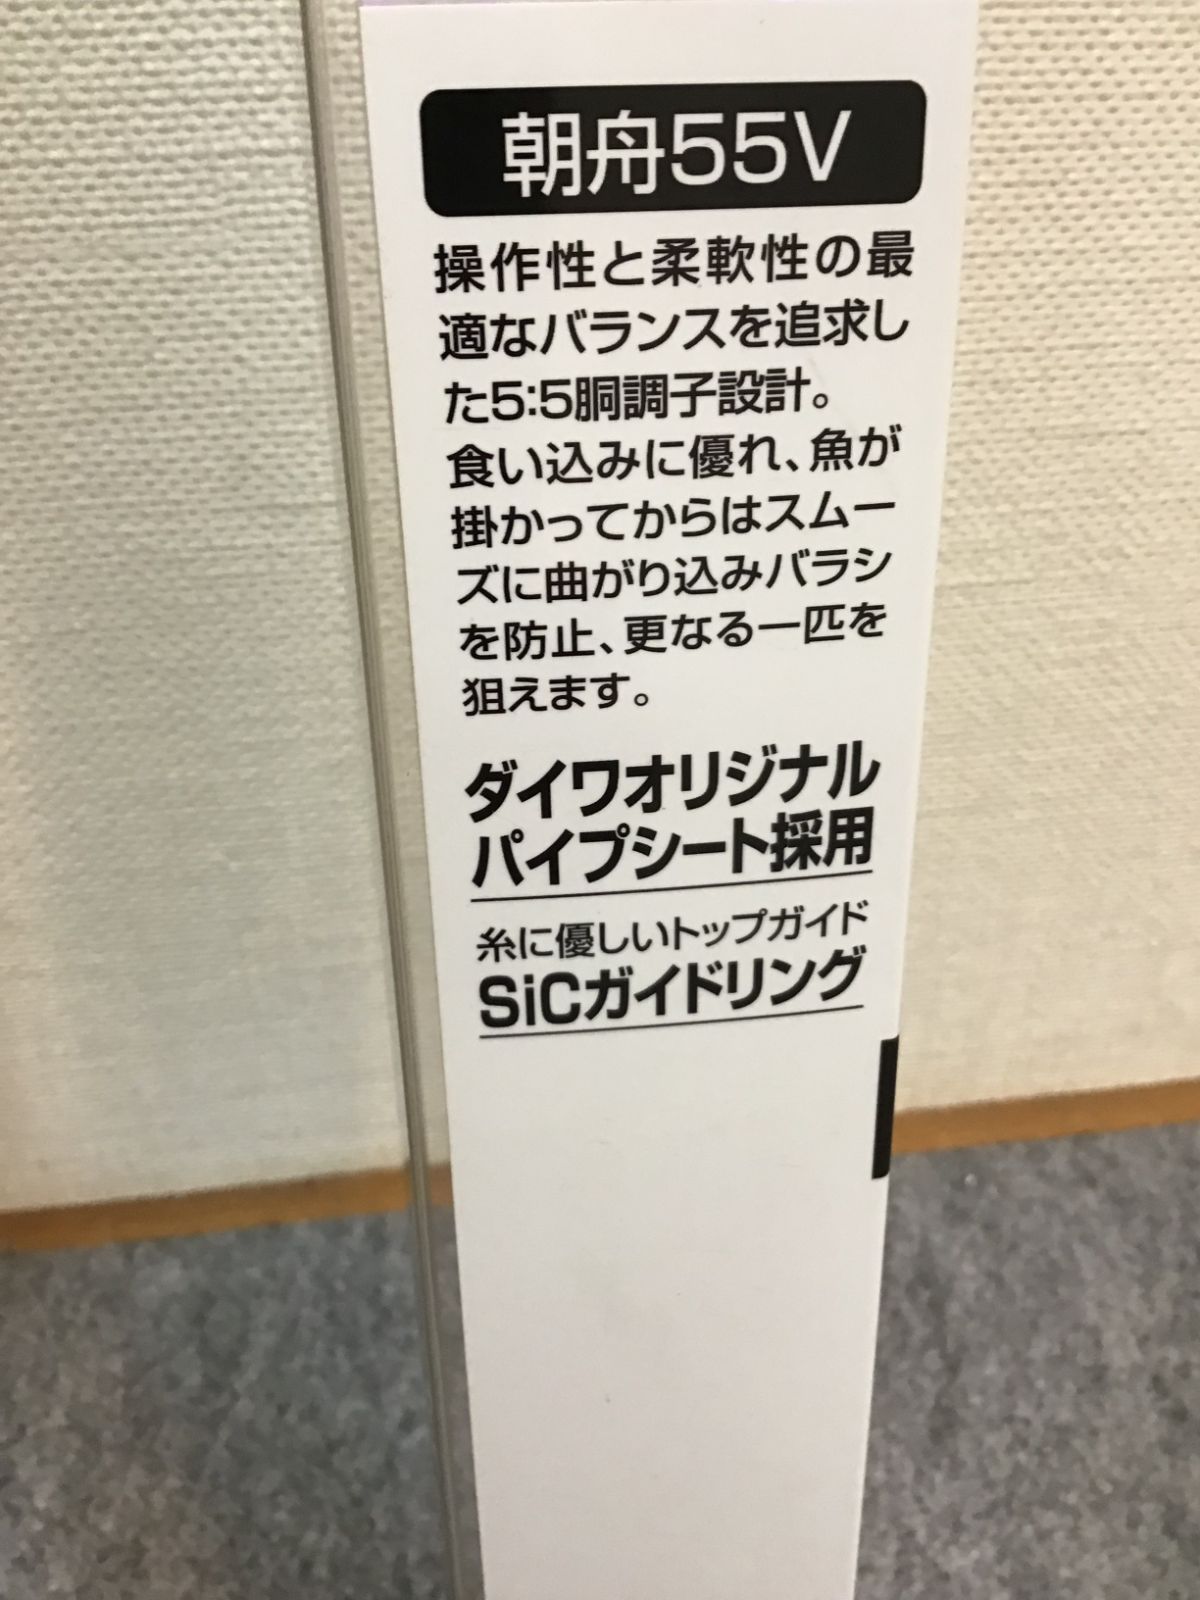 朝舟55V
操作性と柔軟性の最
適なバランスを追求し
た5:5胴調子設計。
食い込みに優れ、魚が
掛かってからはスムー
ズに曲がり込みバラシ
を防止、更なる一匹を
狙えます。
ダイワオリジナル
パイプシート採用
糸に優しいトップガイド
SiCガイドリング